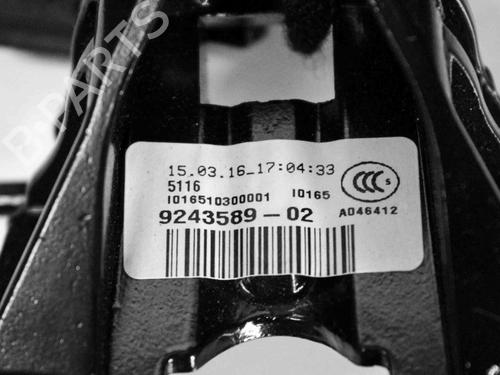 B-PARTS
15.03.16_17:04:33
5116
I016510300001 I0165
9243589-02
CCC
A046412